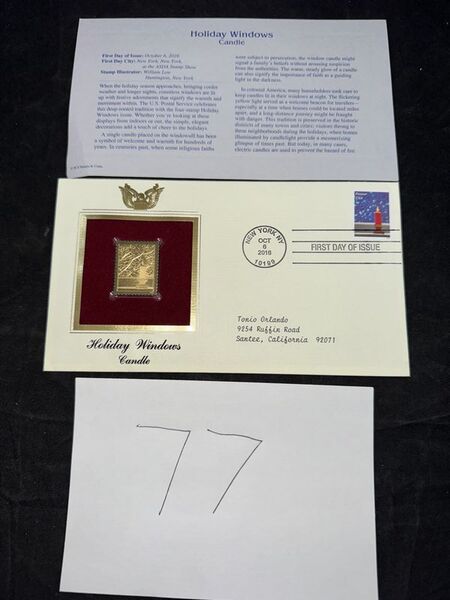 Holiday Windows
Candle
First Day of Issue: October 6, 2016
First Day City: New York, New York,
at the ASDA Stamp Show
Stamp Illustrator: William Low
Huntington, New York
When the holiday season approaches, bringing colder
weather and longer nights, countless windows are lit
up with festive adornments that signify the warmth and
merriment within. The U.S. Postal Service celebrates
this deep-rooted tradition with the four-stamp Holiday
Windows issue. Whether you're looking at these
displays from indoors or out, the simple, elegant
decorations add a touch of cheer to the holidays.
A single candle placed on the windowsill has been
a symbol of welcome and warmth for hundreds of
years. In centuries past, when some religious faiths
were subject to persecution, the window candle might
signal a family's beliefs without arousing suspicion
from the authorities. The warm, steady glow of a candle
can also signify the importance of faith as a guiding
light in the darkness.
In colonial America, many households took care to
keep candles lit in their windows at night. The flickering
yellow light served as a welcome beacon for travelers—
especially at a time when houses could be located miles
apart, and a long-distance journey might be fraught
with danger. This tradition is preserved in the historic
districts of many towns and cities; visitors throng to
these neighborhoods during the holidays, when homes
illuminated by candlelight provide a mesmerizing
glimpse of times past. But today, in many cases,
electric candles are used to prevent the hazard of fire.
NEW YORK NY
OCT
6
2016
10199
FIRST DAY OF ISSUE
Holiday Windows
Candle
Tonio Orlando
9254 Ruffin Road
Santee, California 92071
77